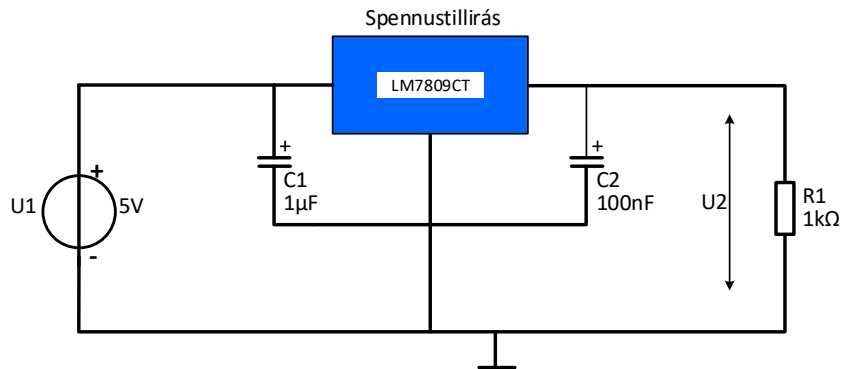 Spennustillirás
LM7809CT
+
+
+
C1
1µF
C2
100nF
U1
5V
U2
R1
1kΩ
-